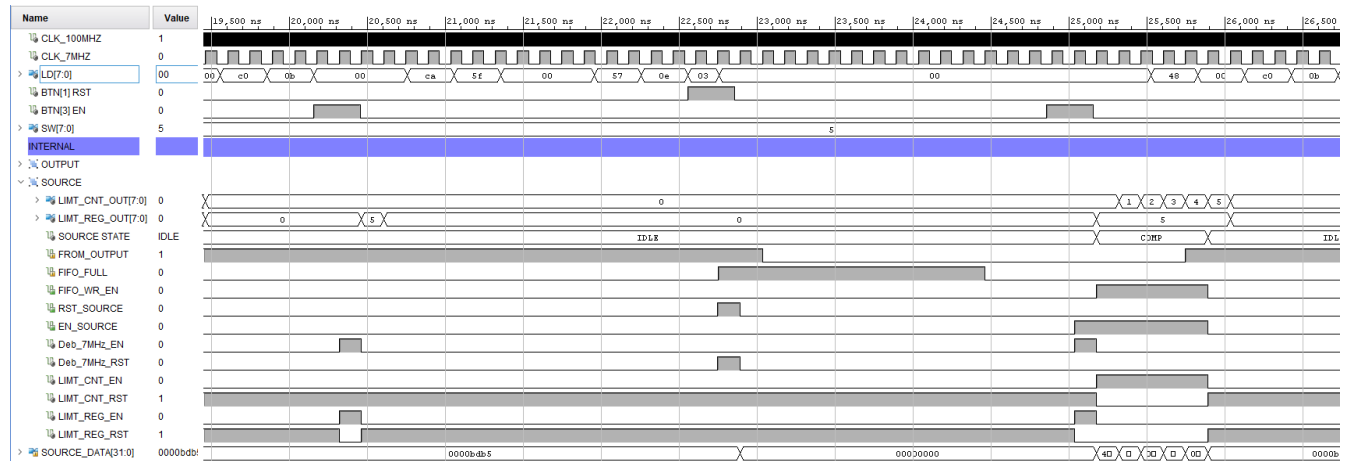 Name Value 19,500 ns 20,000 ns 20,500 ns 21,000 ns 21,500 ns 22,000 ns 22,500 ns 23,000 ns 23,500 ns 24,000 ns 24,500 ns 25,000 ns 25,500 ns 26,000 ns 26,500
CLK_100MHZ 1
CLK_7MHZ 0
LD[7:0] 00 00 c0 0b 00 ca 5f 00 57 0e 03 00 48 00 c0 0b
BTN[1] RST 0
BTN[3] EN 0
SW[7:0] 5 5
INTERNAL
OUTPUT
SOURCE
LIMT_CNT_OUT[7:0] 0 0 1 2 3 4 5
LIMT_REG_OUT[7:0] 0 0 5 0 5
SOURCE STATE IDLE IDLE COMP IDL
FROM_OUTPUT 1
FIFO_FULL 0
FIFO_WR_EN 0
RST_SOURCE 0
EN_SOURCE 0
Deb_7MHz_EN 0
Deb_7MHz_RST 0
LIMT_CNT_EN 0
LIMT_CNT_RST 1
LIMT_REG_EN 0
LIMT_REG_RST 1
SOURCE_DATA[31:0] 0000bdb5 0000bdb5 00000000 0000b